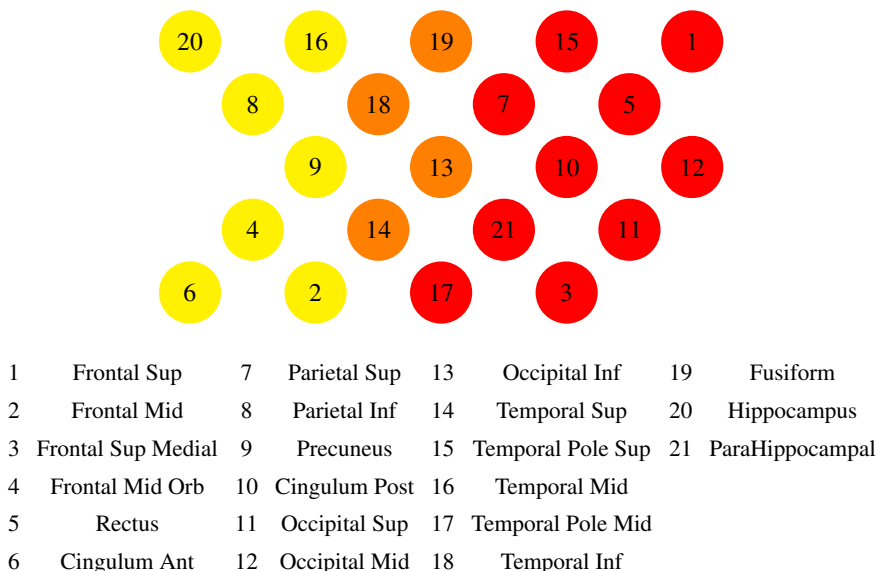 20 16 19 15 1
8 18 7 5
9 13 10 12
4 14 21 11
6 2 17 3
1 Frontal Sup 7 Parietal Sup 13 Occipital Inf 19 Fusiform
2 Frontal Mid 8 Parietal Inf 14 Temporal Sup 20 Hippocampus
3 Frontal Sup Medial 9 Precuneus 15 Temporal Pole Sup 21 ParaHippocampal
4 Frontal Mid Orb 10 Cingulum Post 16 Temporal Mid
5 Rectus 11 Occipital Sup 17 Temporal Pole Mid
6 Cingulum Ant 12 Occipital Mid 18 Temporal Inf